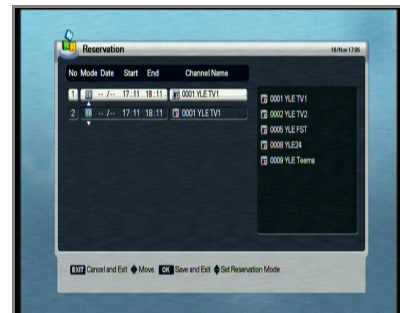 Reservation 18/Nov 17:06
No Mode Date Start End Channel Name
1 -- /-- 17:11 18:11 0001 YLE TV1
2 -- /-- 17:11 18:11 0001 YLE TV1
0001 YLE TV1
0002 YLE TV2
0005 YLE FST
0008 YLE24
0009 YLE Teema
EXIT Cancel and Exit Move OK Save and Exit Set Reservation Mode.